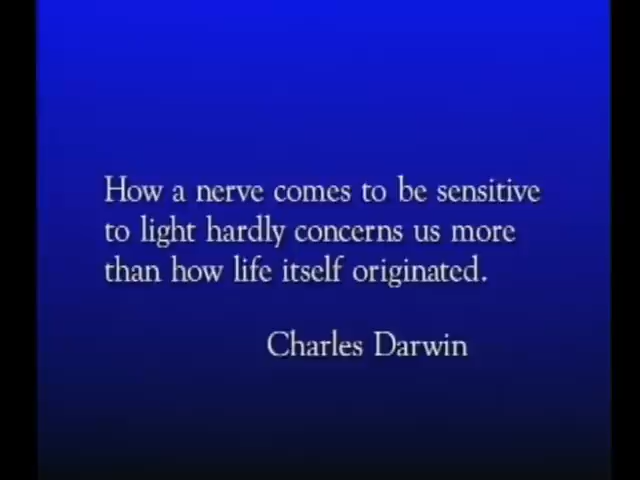 How a nerve comes to be sensitive
to light hardly concerns us more
than how life itself originated.
Charles Darwin